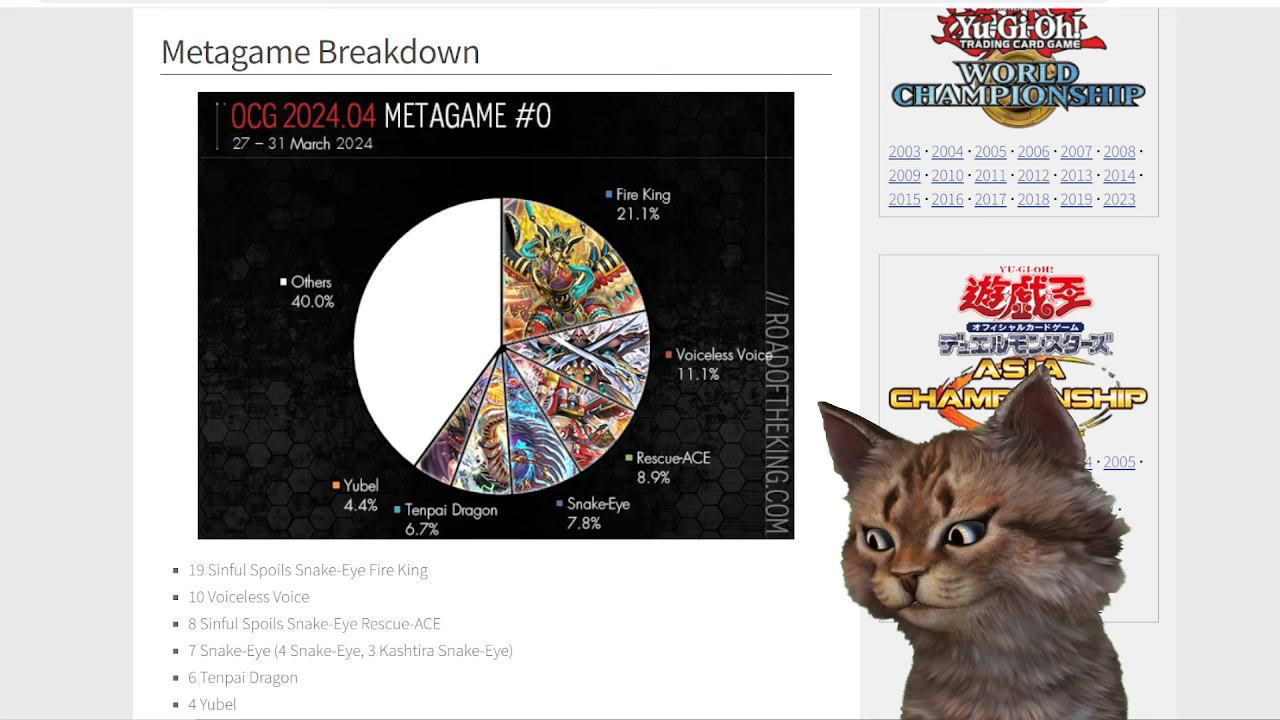 Metagame Breakdown
OCG 2024.04 METAGAME #0
27 – 31 March 2024
Fire King
21.1%
Others
40.0%
Voiceless Voice
11.1%
Rescue-ACE
8.9%
Yubel
4.4%
Tenpai Dragon
6.7%
Snake-Eye
7.8%
// ROADOFTHEKING.COM
19 Sinful Spoils Snake-Eye Fire King
10 Voiceless Voice
8 Sinful Spoils Snake-Eye Rescue-ACE
7 Snake-Eye (4 Snake-Eye, 3 Kashtira Snake-Eye)
6 Tenpai Dragon
4 Yubel
Yu-Gi-Oh!
TRADING CARD GAME
WORLD
CHAMPIONSHIP
2003 · 2004 · 2005 · 2006 · 2007 · 2008 ·
2009 · 2010 · 2011 · 2012 · 2013 · 2014 ·
2015 · 2016 · 2017 · 2018 · 2019 · 2023
YU-GI-OH!
遊戯王
オフィシャルカードゲーム
デュエルモンスターズ
ASIA
CHAMPIONSHIP
4 · 2005 ·